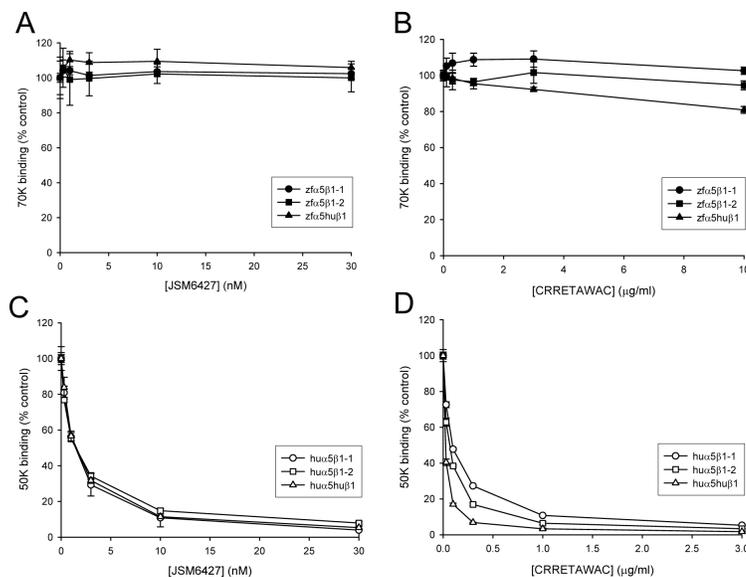 A
120
100
80
60
40
20
0
70K binding (% control)
zfα5β1-1
zfα5β1-2
zfα5huβ1
0 5 10 15 20 25 30
[JSM6427] (nM)
B
120
100
80
60
40
20
0
70K binding (% control)
zfα5β1-1
zfα5β1-2
zfα5huβ1
0 2 4 6 8 10
[CRRETAWAC] (μg/ml)
C
120
100
80
60
40
20
0
50K binding (% control)
huα5β1-1
huα5β1-2
huα5huβ1
0 5 10 15 20 25 30
[JSM6427] (nM)
D
120
100
80
60
40
20
0
50K binding (% control)
huα5β1-1
huα5β1-2
huα5huβ1
0.0 0.5 1.0 1.5 2.0 2.5 3.0
[CRRETAWAC] (μg/ml)